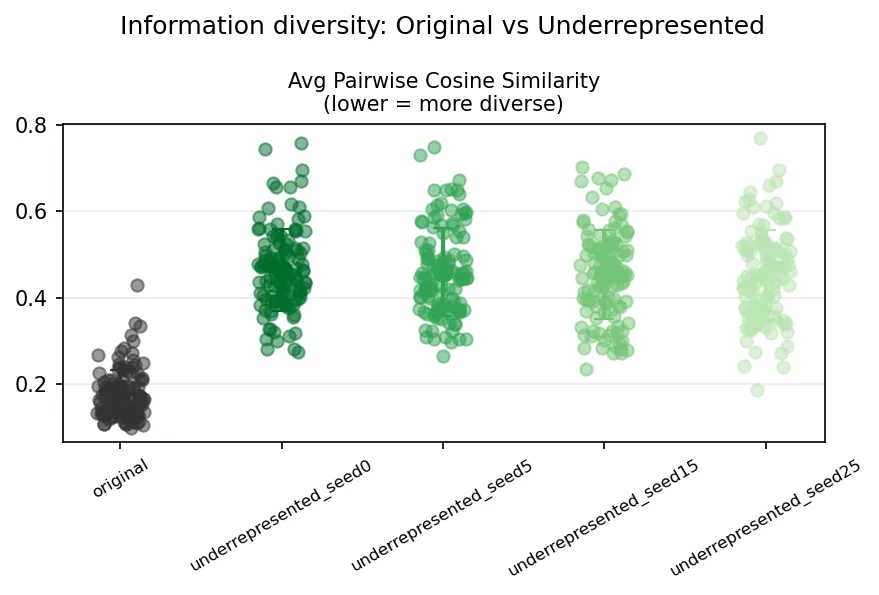 Information diversity: Original vs Underrepresented
Avg Pairwise Cosine Similarity
(lower = more diverse)
0.8
0.6
0.4
0.2
original
underrepresented_seed0
underrepresented_seed5
underrepresented_seed15
underrepresented_seed25